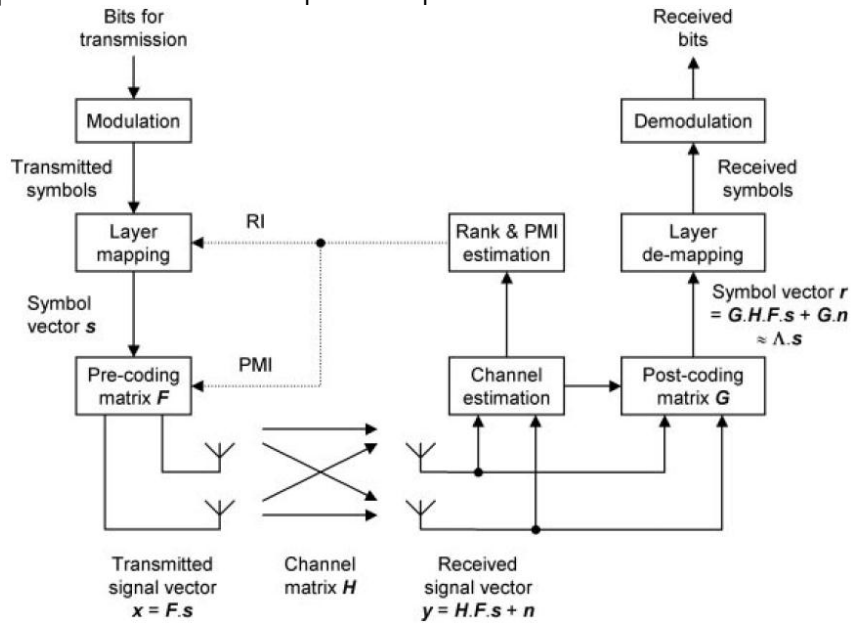 Bits for
transmission
Received
bits
Modulation
Demodulation
Transmitted
symbols
Received
symbols
Layer
mapping
RI
Rank & PMI
estimation
Layer
de-mapping
Symbol
vector s
Symbol vector r
= G.H.F.s + G.n
≈ Λ.s
Pre-coding
matrix F
PMI
Channel
estimation
Post-coding
matrix G
Transmitted
signal vector
x = F.s
Channel
matrix H
Received
signal vector
y = H.F.s + n